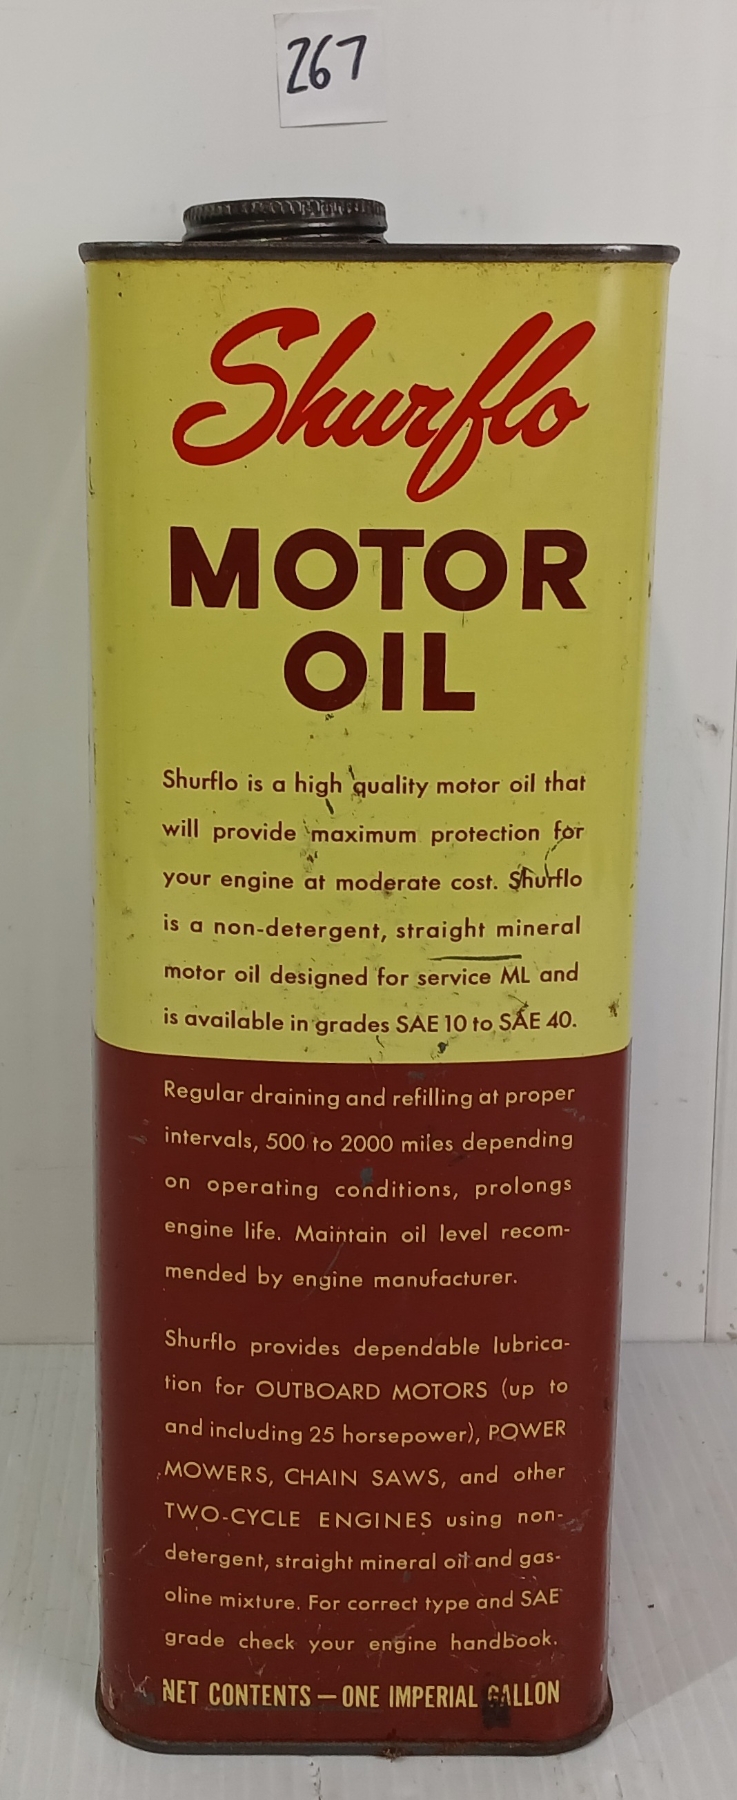 267
Shurflo
MOTOR
OIL
Shurflo is a high quality motor oil that
will provide maximum protection for
your engine at moderate cost. Shurflo
is a non-detergent, straight mineral
motor oil designed for service ML and
is available in grades SAE 10 to SAE 40.
Regular draining and refilling at proper
intervals, 500 to 2000 miles depending
on operating conditions, prolongs
engine life. Maintain oil level recom-
mended by engine manufacturer.
Shurflo provides dependable lubrica-
tion for OUTBOARD MOTORS (up to
and including 25 horsepower), POWER
MOWERS, CHAIN SAWS, and other
TWO-CYCLE ENGINES using non-
detergent, straight mineral oil and gas-
oline mixture. For correct type and SAE
grade check your engine handbook.
NET CONTENTS — ONE IMPERIAL GALLON